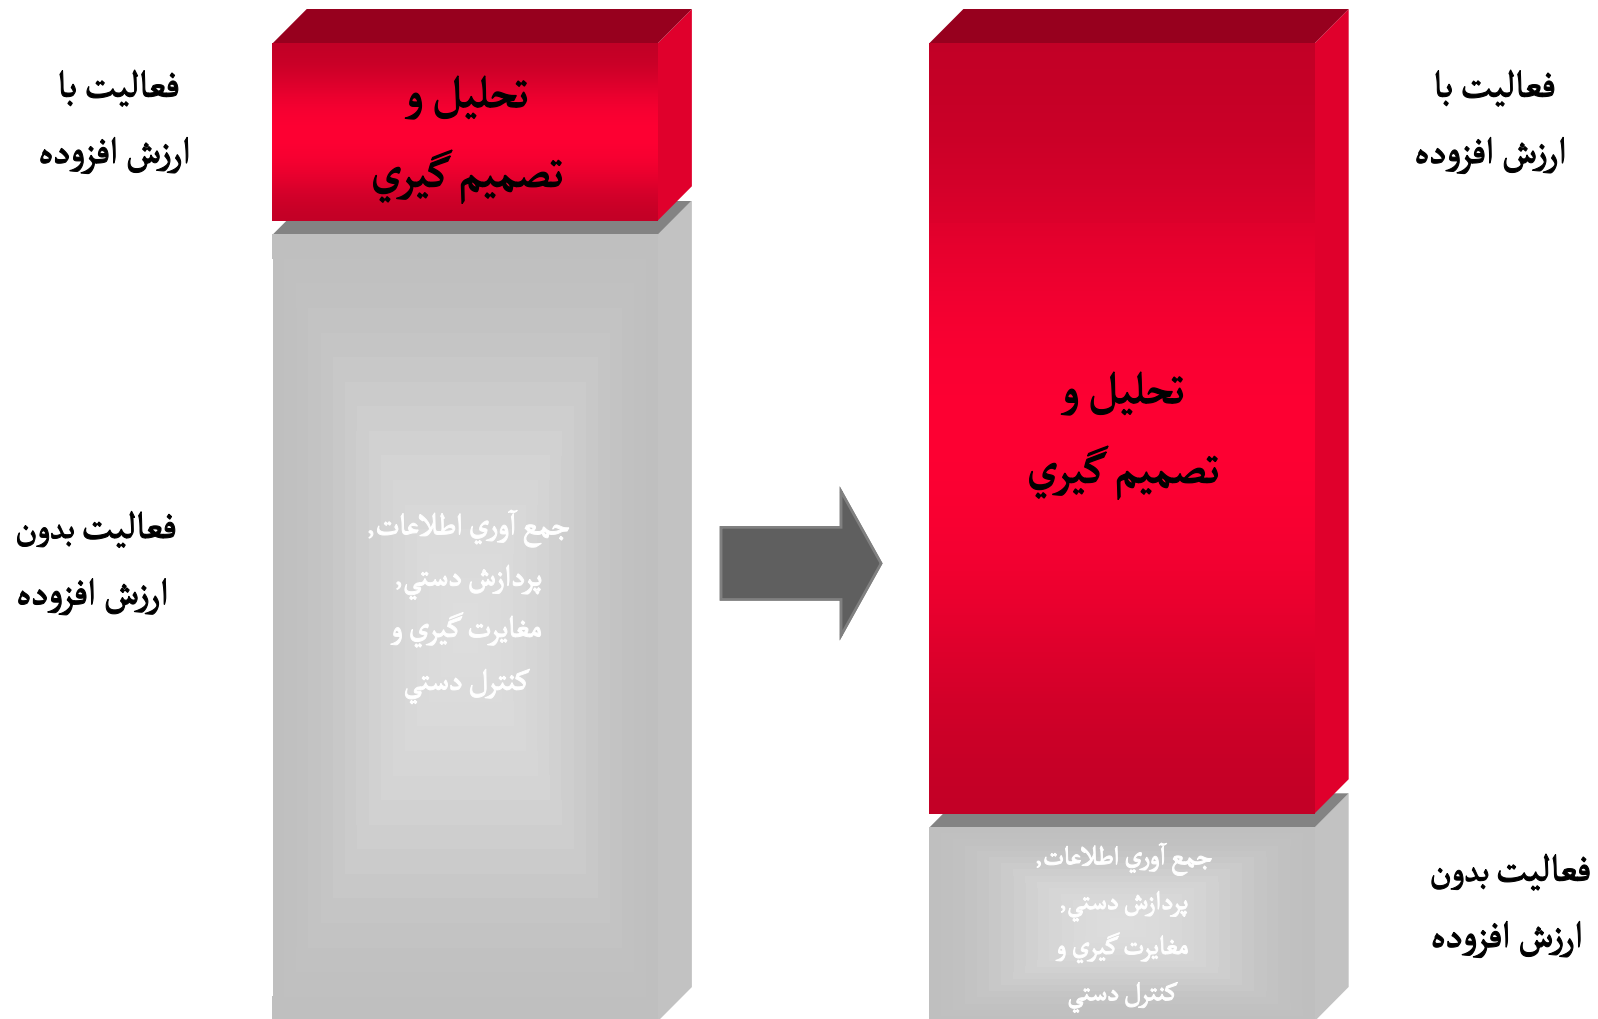 فعاليت با
ارزش افزوده
تحليل و
تصميم گيري
فعاليت بدون
ارزش افزوده
جمع آوري اطلاعات,
پردازش دستي,
مغايرت گيري و
كنترل دستي
فعاليت با
ارزش افزوده
تحليل و
تصميم گيري
جمع آوري اطلاعات,
پردازش دستي,
مغايرت گيري و
كنترل دستي
فعاليت بدون
ارزش افزوده